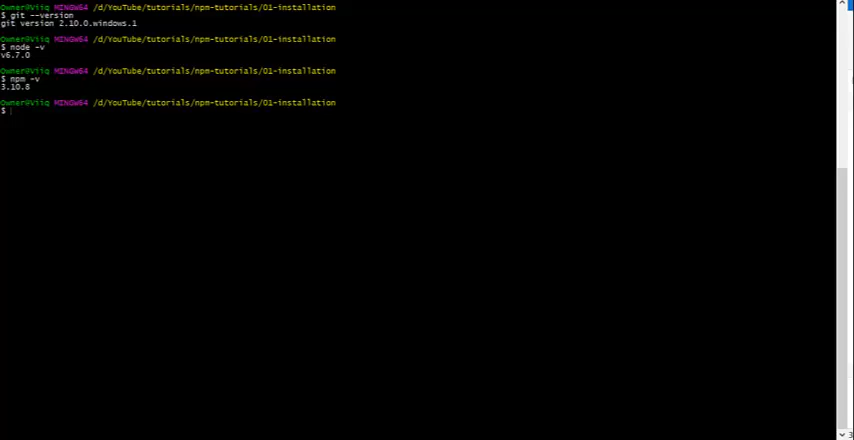 Owner@Viiq MINGW64 /d/YouTube/tutorials/npm-tutorials/01-installation
$ git --version
git version 2.10.0.windows.1
Owner@Viiq MINGW64 /d/YouTube/tutorials/npm-tutorials/01-installation
$ node -v
v6.7.0
Owner@Viiq MINGW64 /d/YouTube/tutorials/npm-tutorials/01-installation
$ npm -v
3.10.8
Owner@Viiq MINGW64 /d/YouTube/tutorials/npm-tutorials/01-installation
$
3